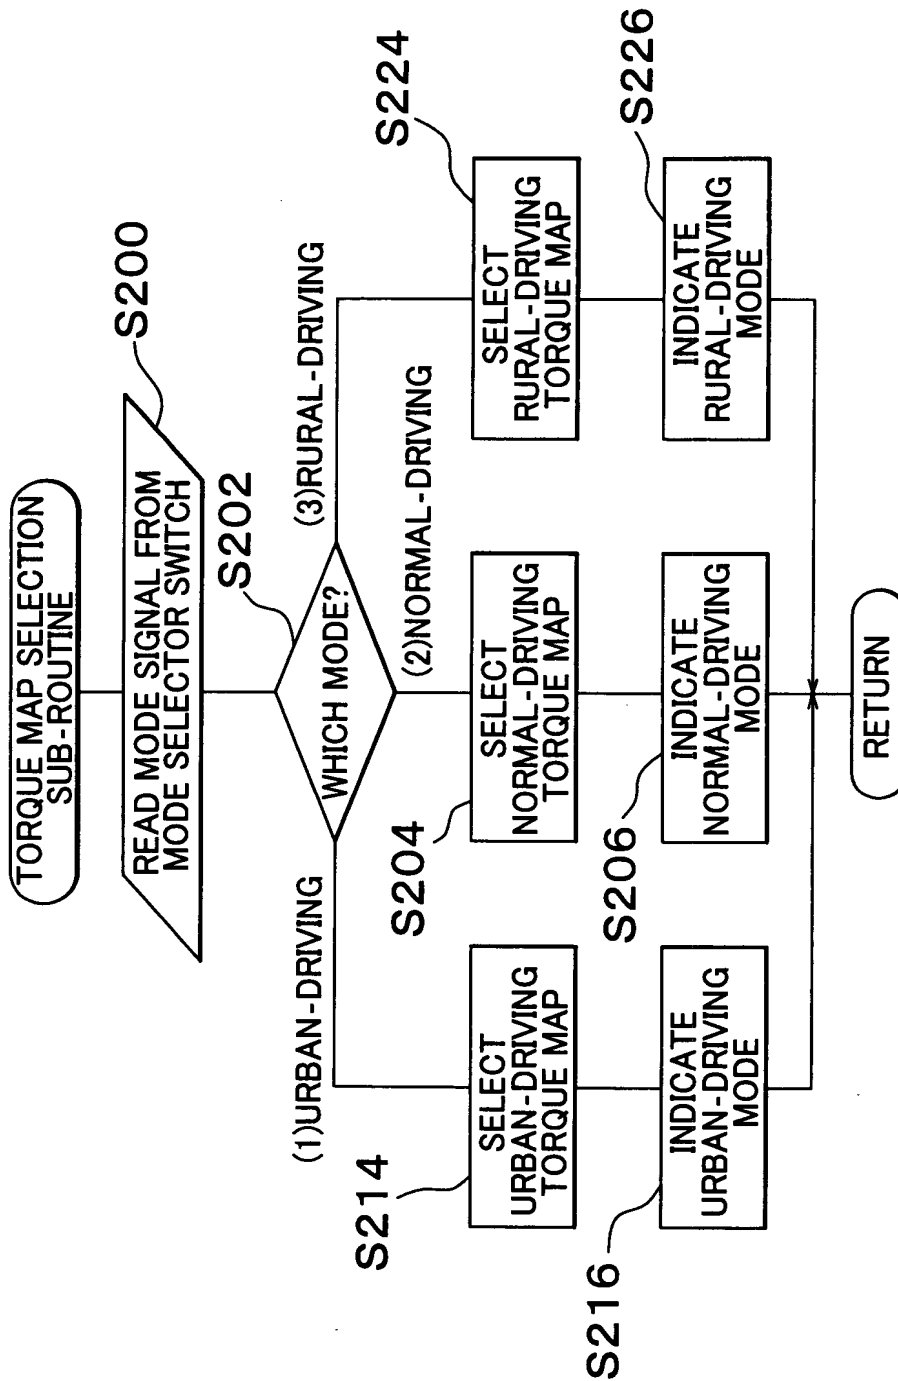 TORQUE MAP SELECTION
SUB-ROUTINE
READ MODE SIGNAL FROM
MODE SELECTOR SWITCH
S200
WHICH MODE?
S202
(1)URBAN-DRIVING
(2)NORMAL-DRIVING
(3)RURAL-DRIVING
S214
SELECT
URBAN-DRIVING
TORQUE MAP
S204
SELECT
NORMAL-DRIVING
TORQUE MAP
S224
SELECT
RURAL-DRIVING
TORQUE MAP
S216
INDICATE
URBAN-DRIVING
MODE
S206
INDICATE
NORMAL-DRIVING
MODE
S226
INDICATE
RURAL-DRIVING
MODE
RETURN